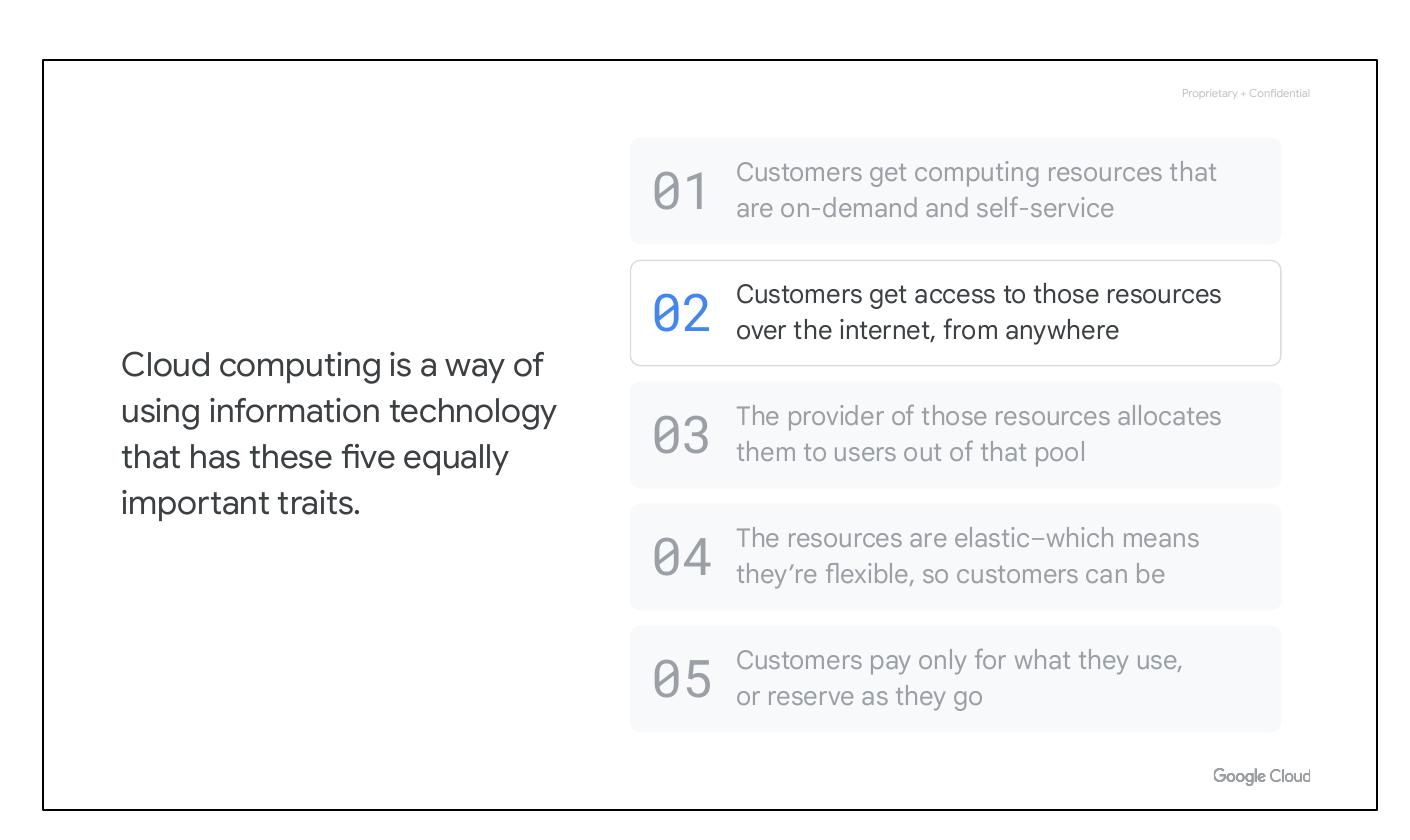 Proprietary + Confidential
Cloud computing is a way of
using information technology
that has these five equally
important traits.
01
Customers get computing resources that
are on-demand and self-service
02
Customers get access to those resources
over the internet, from anywhere
03
The provider of those resources allocates
them to users out of that pool
04
The resources are elastic–which means
they’re flexible, so customers can be
05
Customers pay only for what they use,
or reserve as they go
Google Cloud